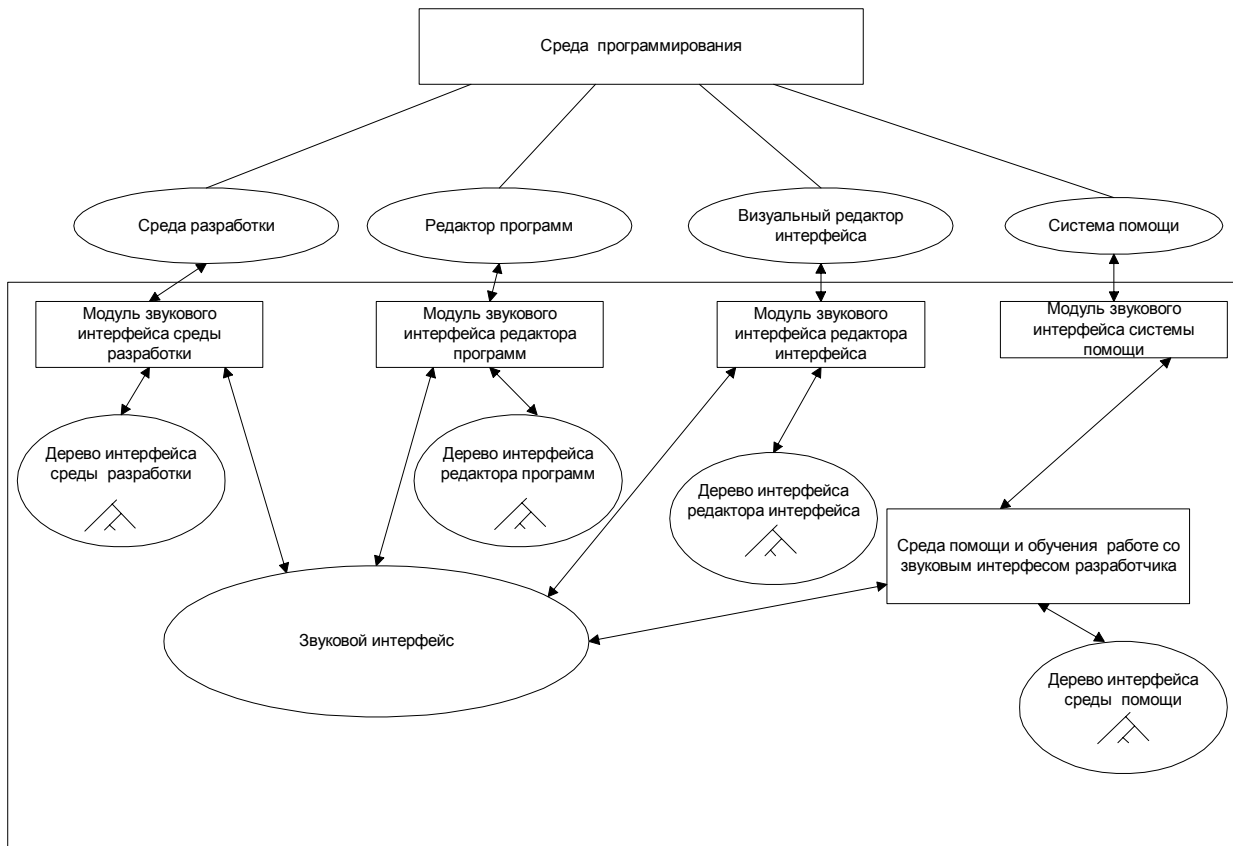 Среда программирования
Среда разработки
Редактор программ
Визуальный редактор
интерфейса
Система помощи
Модуль звукового
интерфейса среды
разработки
Модуль звукового
интерфейса редактора
программ
Модуль звукового
интерфейса редактора
интерфейса
Модуль звукового
интерфейса системы
помощи
Дерево интерфейса
среды разработки
Дерево интерфейса
редактора программ
Дерево интерфейса
редактора интерфейса
Среда помощи и обучения работе со
звуковым интерфесом разработчика
Звуковой интерфейс
Дерево интерфейса
среды помощи